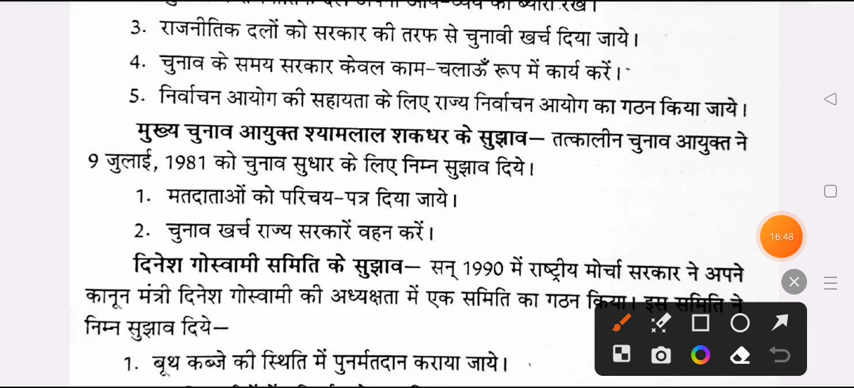 3. राजनीतिक दलों को सरकार की तरफ से चुनावी खर्च दिया जाये।
4. चुनाव के समय सरकार केवल काम-चलाऊँ रूप में कार्य करें।
5. निर्वाचन आयोग की सहायता के लिए राज्य निर्वाचन आयोग का गठन किया जाये।
मुख्य चुनाव आयुक्त श्यामलाल शकधर के सुझाव— तत्कालीन चुनाव आयुक्त ने
9 जुलाई, 1981 को चुनाव सुधार के लिए निम्न सुझाव दिये।
1. मतदाताओं को परिचय-पत्र दिया जाये।
2. चुनाव खर्च राज्य सरकारें वहन करें।
16:48
दिनेश गोस्वामी समिति के सुझाव— सन् 1990 में राष्ट्रीय मोर्चा सरकार ने अपने
कानून मंत्री दिनेश गोस्वामी की अध्यक्षता में एक समिति का गठन किया। इस समिति ने
निम्न सुझाव दिये—
1. बूथ कब्जे की स्थिति में पुनर्मतदान कराया जाये।